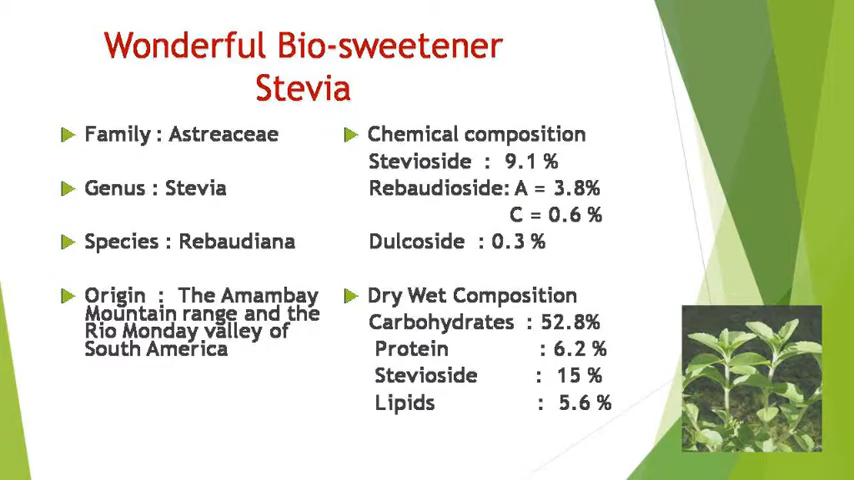 Wonderful Bio-sweetener
Stevia
Family : Astreaceae
Genus : Stevia
Species : Rebaudiana
Origin : The Amambay
Mountain range and the
Rio Monday valley of
South America
Chemical composition
Stevioside : 9.1 %
Rebaudioside: A = 3.8%
C = 0.6 %
Dulcoside : 0.3 %
Dry Wet Composition
Carbohydrates : 52.8%
Protein : 6.2 %
Stevioside : 15 %
Lipids : 5.6 %